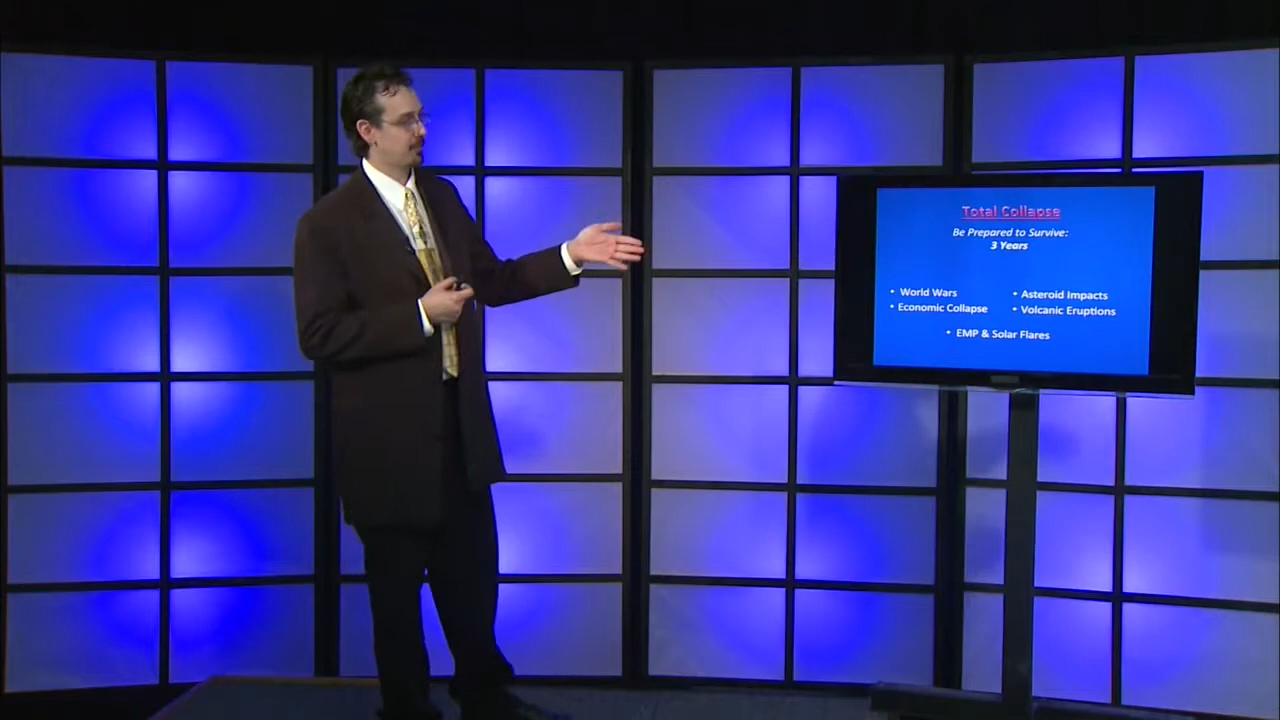 Total Collapse
Be Prepared to Survive:
3 Years
• World Wars
• Economic Collapse
• Asteroid Impacts
• Volcanic Eruptions
• EMP & Solar Flares